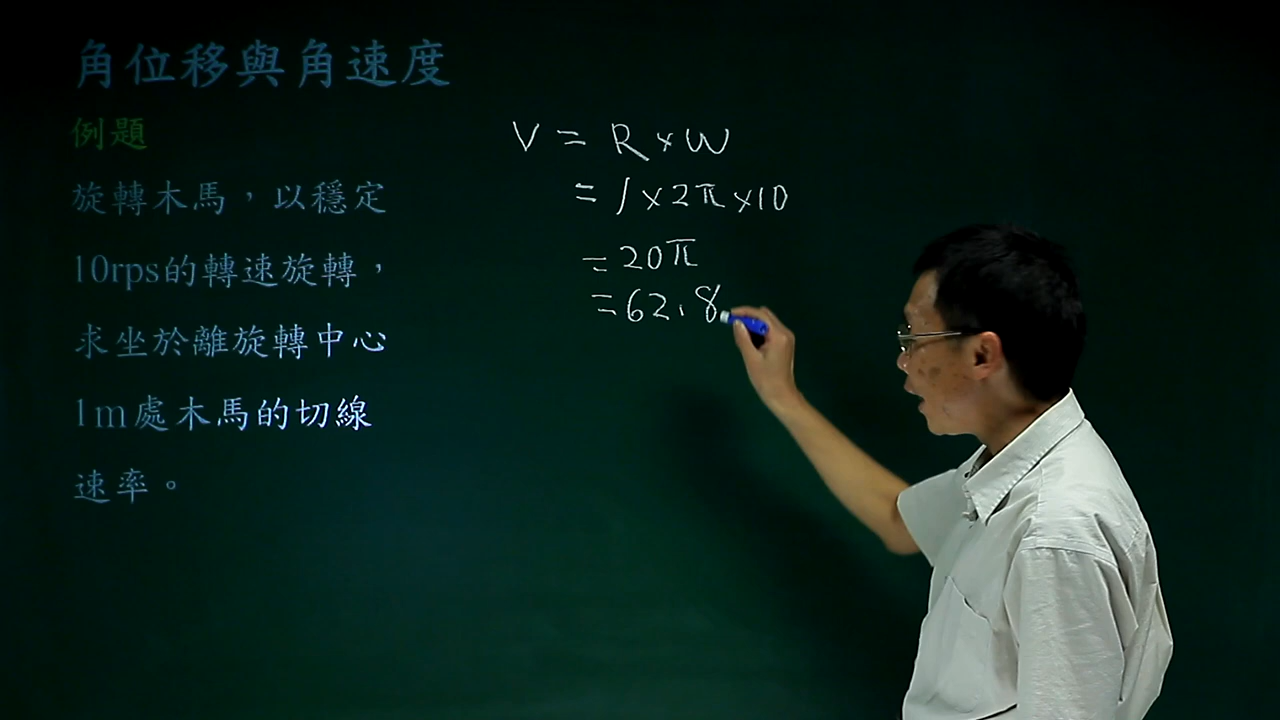 角位移與角速度
例題
旋轉木馬，以穩定
10rps的轉速旋轉，
求坐於離旋轉中心
1m處木馬的切線
速率。
V = R×W
= 1×2π×10
= 20π
= 62.8